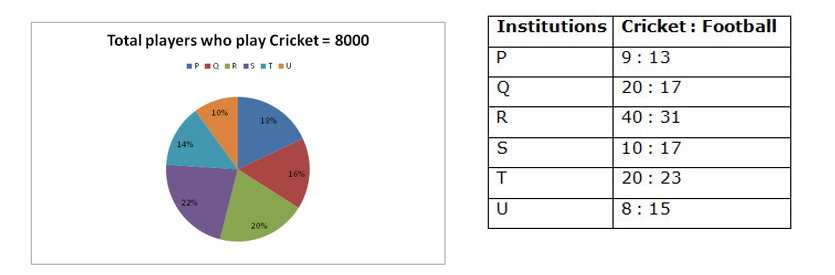 Total players who play Cricket = 8000
P Q R S T U
10%
18%
14%
16%
22%
20%
Institutions Cricket : Football
P 9 : 13
Q 20 : 17
R 40 : 31
S 10 : 17
T 20 : 23
U 8 : 15